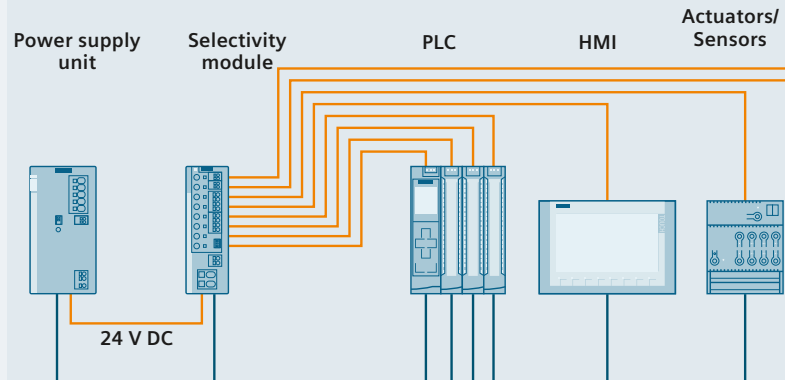 Power supply
unit
Selectivity
module
PLC
HMI
Actuators/
Sensors
24 V DC